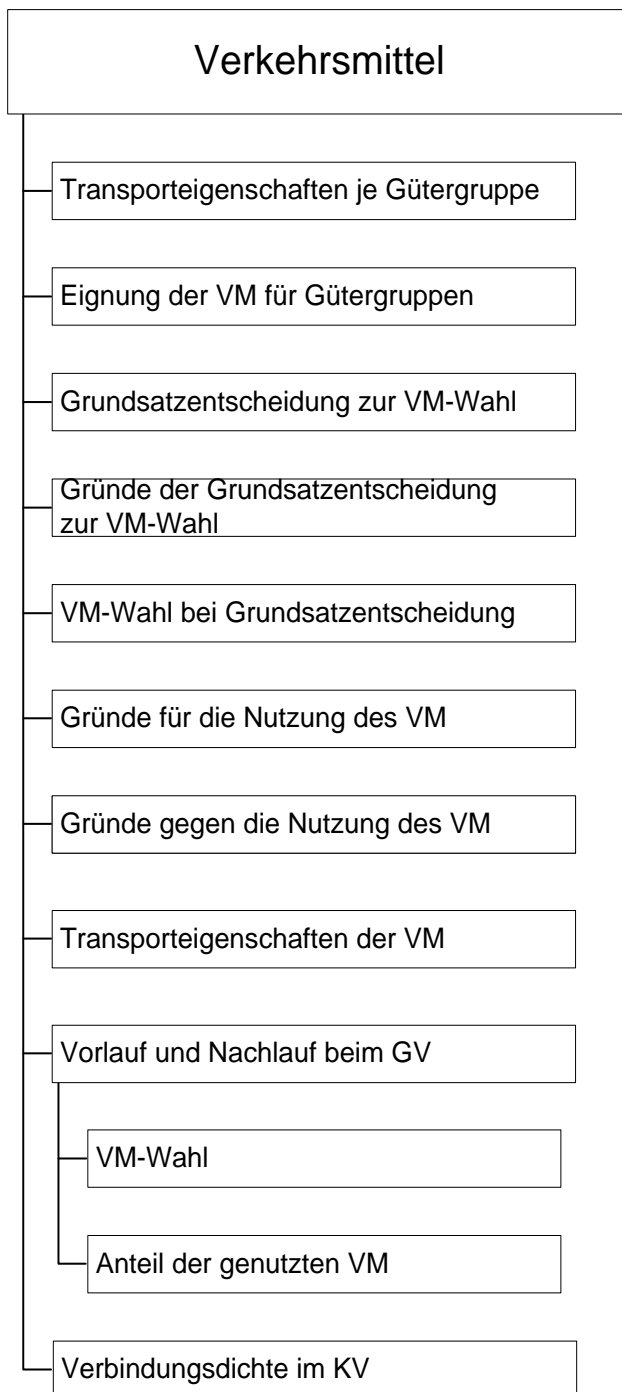 Verkehrsmittel
Transporteigenschaften je Gütergruppe
Eignung der VM für Gütergruppen
Grundsatzentscheidung zur VM-Wahl
Gründe der Grundsatzentscheidung
zur VM-Wahl
VM-Wahl bei Grundsatzentscheidung
Gründe für die Nutzung des VM
Gründe gegen die Nutzung des VM
Transporteigenschaften der VM
Vorlauf und Nachlauf beim GV
VM-Wahl
Anteil der genutzten VM
Verbindungsdichte im KV